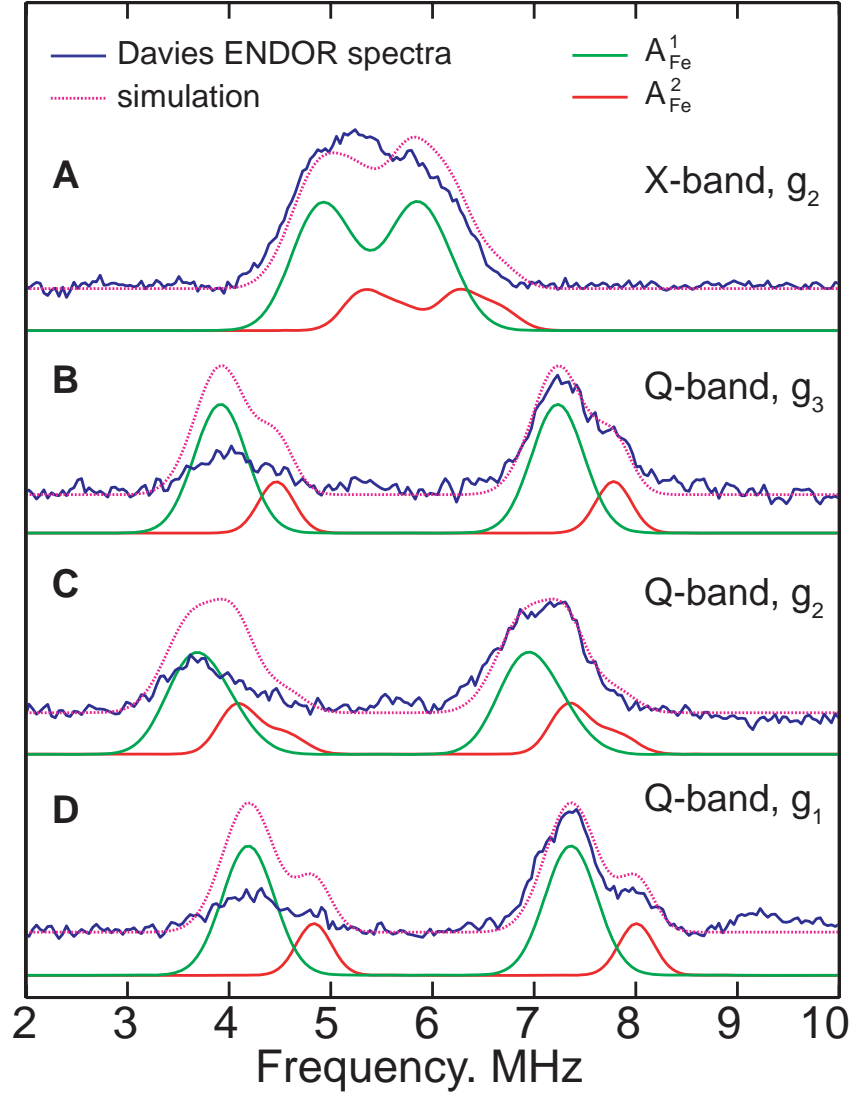 Davies ENDOR spectra
simulation
A¹Fe
A²Fe
A
X-band, g₂
B
Q-band, g₃
C
Q-band, g₂
D
Q-band, g₁
2 3 4 5 6 7 8 9 10
Frequency. MHz